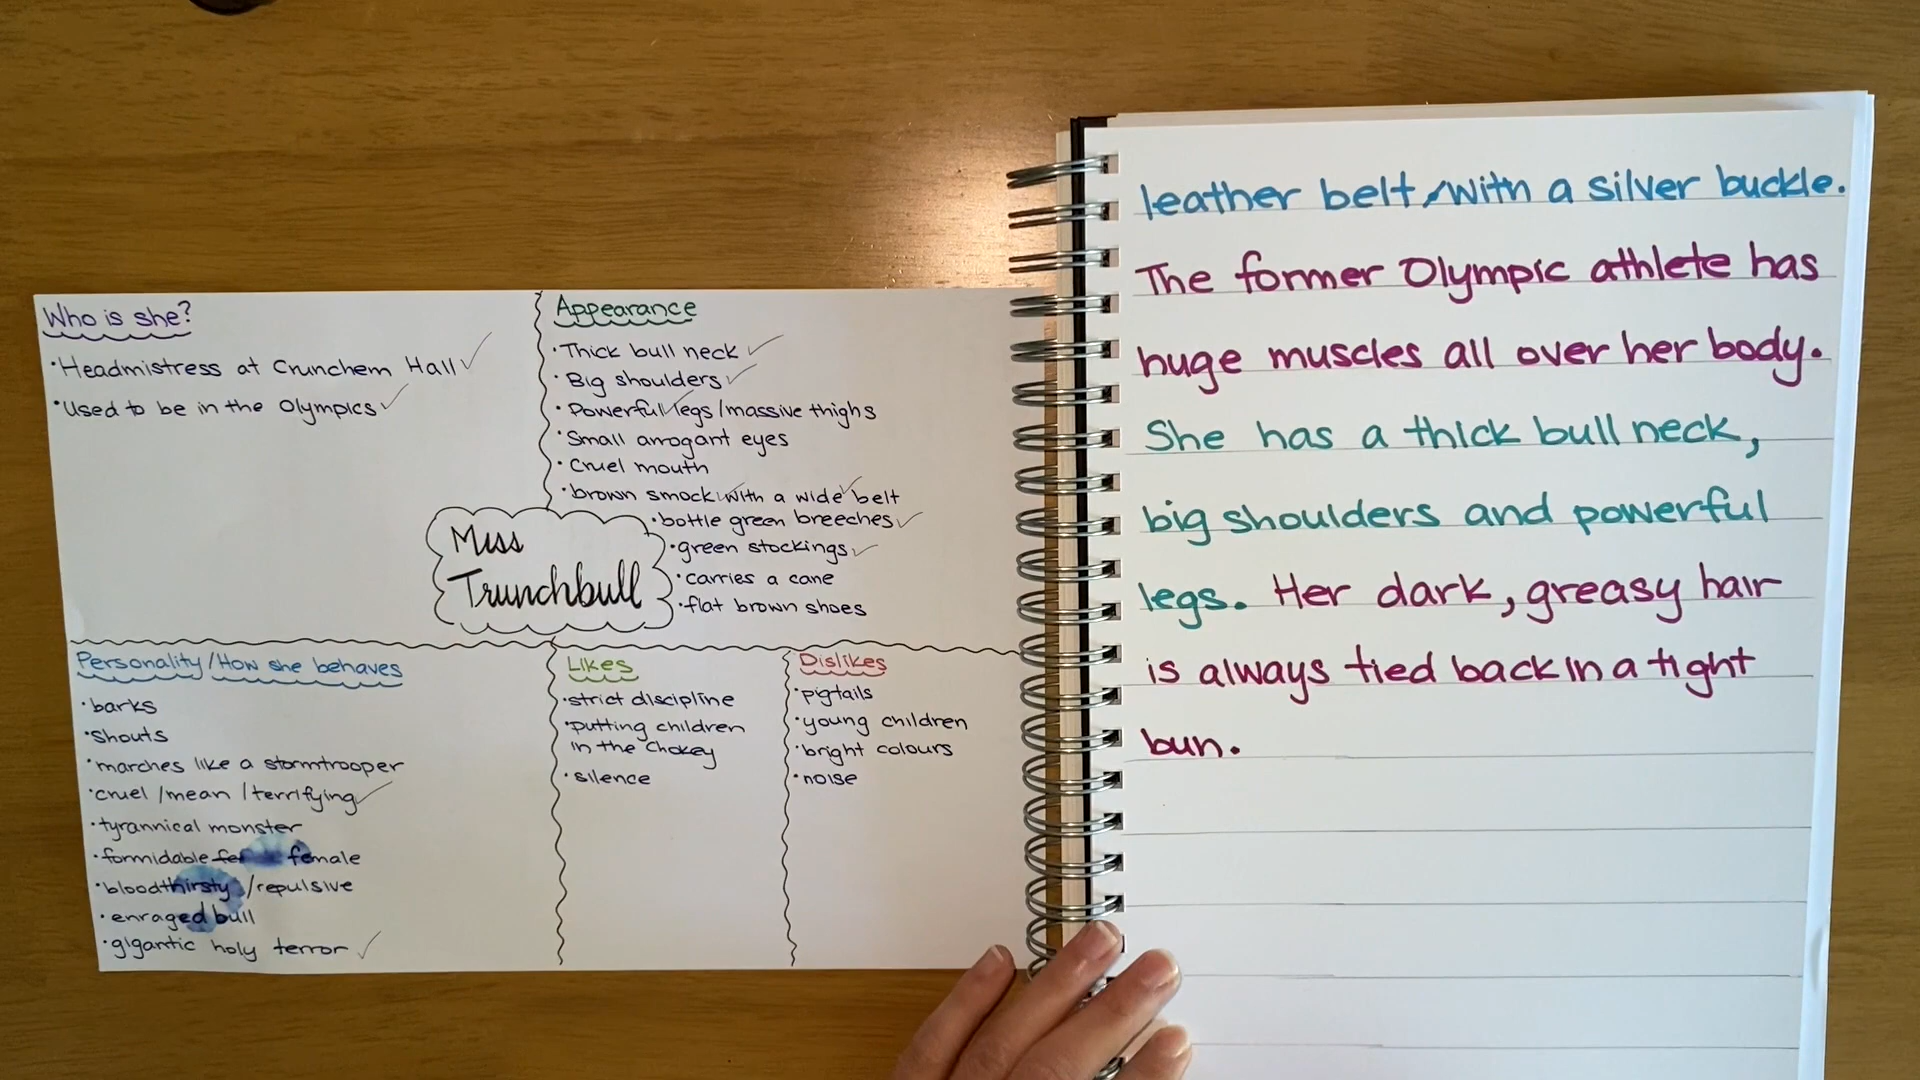 Who is she?
•Headmistress at Crunchem Hall ✓
•Used to be in the Olympics ✓
Appearance
•Thick bull neck ✓
•Big shoulders ✓
•Powerful ✓ legs/massive thighs
•Small arrogant eyes
•Cruel mouth
•brown smock ✓ with a wide ✓ belt
•bottle green breeches ✓
•green stockings ✓
•carries a cane
•flat brown shoes
Miss
Trunchbull
Personality/How she behaves
•barks
•Shouts
•marches like a stormtrooper
•cruel/mean/terrifying ✓
•tyrannical monster
•formidable female
•bloodthirsty/repulsive
•enraged bull
•gigantic holy terror ✓
Likes
•strict discipline
•putting children
in the Chokey
•silence
Dislikes
•pigtails
•young children
•bright colours
•noise
leather belt, with a silver buckle.
The former Olympic athlete has
huge muscles all over her body.
She has a thick bull neck,
big shoulders and powerful
legs. Her dark, greasy hair
is always tied back in a tight
bun.